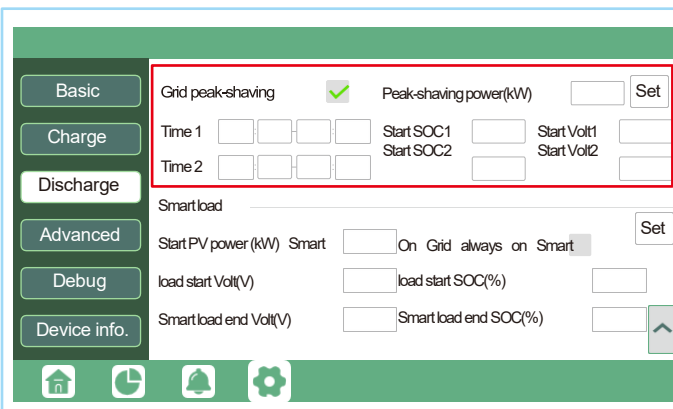 Basic
Charge
Discharge
Advanced
Debug
Device info.
Grid peak-shaving Peak-shaving power(kW) Set
Time 1 : - : Start SOC1 Start Volt1
Start SOC2 Start Volt2
Time 2 : - :
Smart load
Set
Start PV power (kW) Smart On Grid always on Smart
load start Volt(V) load start SOC(%)
Smart load end Volt(V) Smart load end SOC(%)